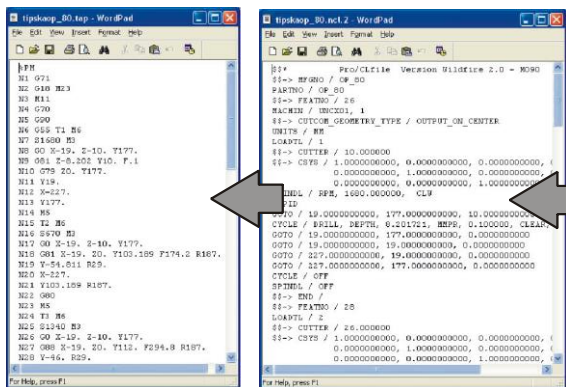 tipskaop_80.tap - WordPad
File Edit View Insert Format Help
%PM
N1 G71
N2 G18 M23
N3 M11
N4 G70
N5 G90
N6 G55 T1 M6
N7 S1680 M3
N8 G0 X-19. Z-10. Y177.
N9 G81 Z-8.202 Y10. F.1
N10 G79 Z0. Y177.
N11 Y19.
N12 X-227.
N13 Y177.
N14 M5
N15 T2 M6
N16 S670 M3
N17 G0 X-19. Z-10. Y177.
N18 G81 X-19. Z0. Y103.189 F174.2 R187.
N19 Y-54.811 R29.
N20 X-227.
N21 Y103.189 R187.
N22 G80
N23 M5
N24 T3 M6
N25 S1340 M3
N26 G0 X-19. Z-10. Y177.
N27 G88 X-19. Z0. Y112. F294.8 R187.
N28 Y-46. R29.
For Help, press F1
tipskaop_80.ncl.2 - WordPad
File Edit View Insert Format Help
$$* Pro/CLfile Version Wildfire 2.0 - M090
$$-> MFGNO / OP_80
PARTNO / OP_80
$$-> FEATNO / 26
MACHIN / UNCX01, 1
$$-> CUTCOM_GEOMETRY_TYPE / OUTPUT_ON_CENTER
UNITS / MM
LOADTL / 1
$$-> CUTTER / 10.000000
$$-> CSYS / 1.0000000000, 0.0000000000, 0.0000000000,
0.0000000000, 1.0000000000, 0.0000000000,
0.0000000000, 0.0000000000, 1.0000000000,
INDL / RPM, 1680.000000, CLW
PID
GOTO / 19.0000000000, 177.0000000000, 10.0000000000
CYCLE / DRILL, DEPTH, 8.201721, MMPR, 0.100000, CLEAR,
GOTO / 19.0000000000, 177.0000000000, 0.0000000000
GOTO / 19.0000000000, 19.0000000000, 0.0000000000
GOTO / 227.0000000000, 19.0000000000, 0.0000000000
GOTO / 227.0000000000, 177.0000000000, 0.0000000000
CYCLE / OFF
SPINDL / OFF
$$-> END /
$$-> FEATNO / 28
LOADTL / 2
$$-> CUTTER / 26.000000
$$-> CSYS / 1.0000000000, 0.0000000000, 0.0000000000,
0.0000000000, 1.0000000000, 0.0000000000,
0.0000000000, 0.0000000000, 1.0000000000,
For Help, press F1